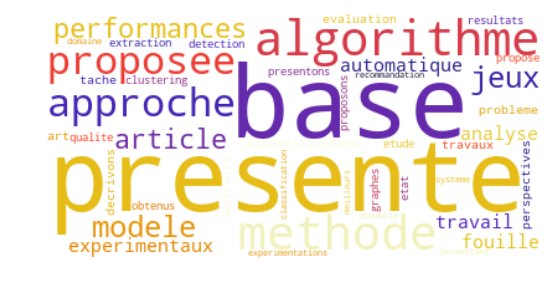 evaluation
resultats
performances
algorithme
domaine
extraction
detection
proposee
automatique
propose
presentons
recommandation
tache
clustering
jeux
approche
base
proposons
probleme
art
qualite
article
etude
travaux
analyse
presente
decrivons
classification
graphes
etat
systeme
perspectives
obtenus
modele
methode
travail
experimentaux
fouille
experimentations